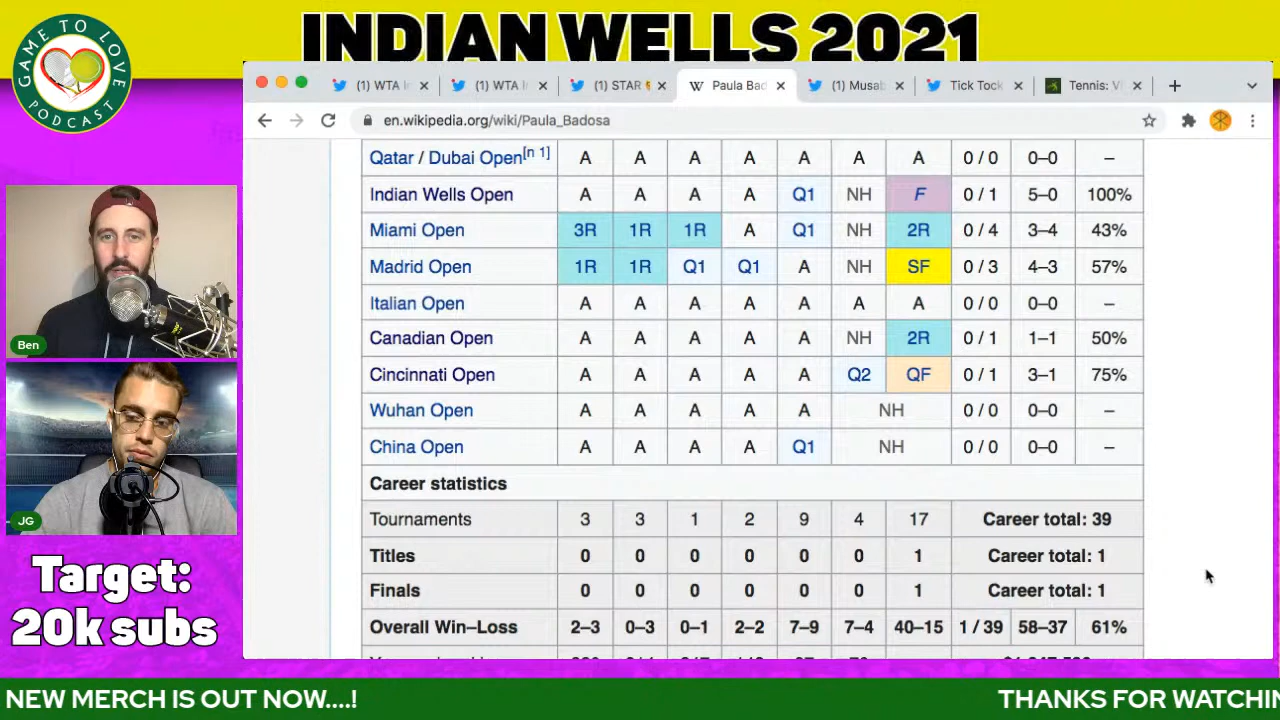 INDIAN WELLS 2021
GAME TO LOVE
PODCAST
(1) WTA I
(1) WTA I
(1) STAR
Paula Bad
(1) Musab
Tick Tock
Tennis: V
en.wikipedia.org/wiki/Paula_Badosa
Qatar / Dubai Open[n 1] A A A A A A A 0 / 0 0–0 –
Indian Wells Open A A A A Q1 NH F 0 / 1 5–0 100%
Miami Open 3R 1R 1R A Q1 NH 2R 0 / 4 3–4 43%
Madrid Open 1R 1R Q1 Q1 A NH SF 0 / 3 4–3 57%
Italian Open A A A A A A A 0 / 0 0–0 –
Canadian Open A A A A A NH 2R 0 / 1 1–1 50%
Cincinnati Open A A A A A Q2 QF 0 / 1 3–1 75%
Wuhan Open A A A A A NH 0 / 0 0–0 –
China Open A A A A Q1 NH 0 / 0 0–0 –
Career statistics
Tournaments 3 3 1 2 9 4 17 Career total: 39
Titles 0 0 0 0 0 0 1 Career total: 1
Finals 0 0 0 0 0 0 1 Career total: 1
Overall Win–Loss 2–3 0–3 0–1 2–2 7–9 7–4 40–15 1 / 39 58–37 61%
Ben
JG
Target:
20k subs
NEW MERCH IS OUT NOW....! THANKS FOR WATCHIN